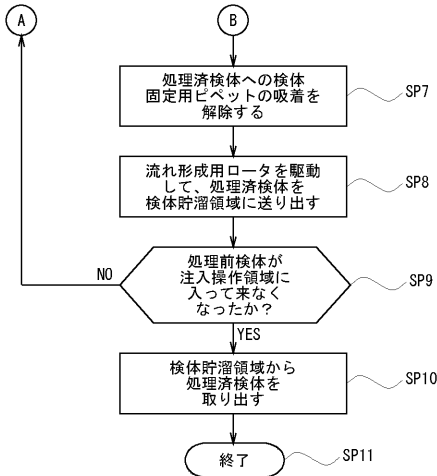 A
B
処理済検体への検体
固定用ピペットの吸着を
解除する
SP7
流れ形成用ロータを駆動
して、処理済検体を
検体貯溜領域に送り出す
SP8
処理前検体が
注入操作領域に
入って来なく
なったか？
SP9
NO
YES
検体貯溜領域から
処理済検体を
取り出す
SP10
終了
SP11